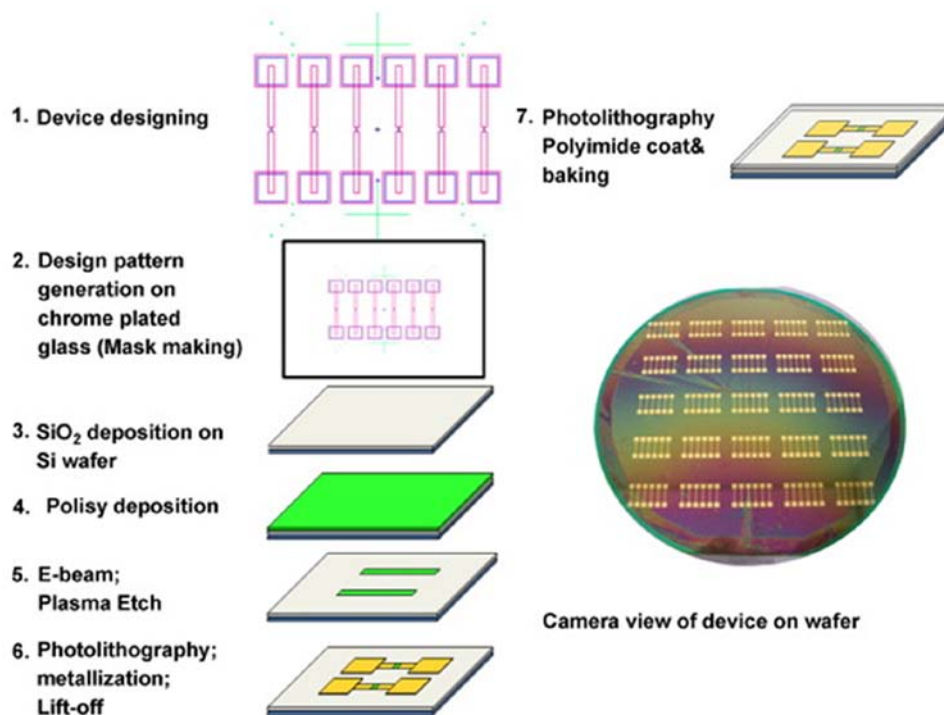 1. Device designing
2. Design pattern
generation on
chrome plated
glass (Mask making)
3. SiO₂ deposition on
Si wafer
4. Polisy deposition
5. E-beam;
Plasma Etch
6. Photolithography;
metallization;
Lift-off
7. Photolithography
Polyimide coat&
baking
Camera view of device on wafer